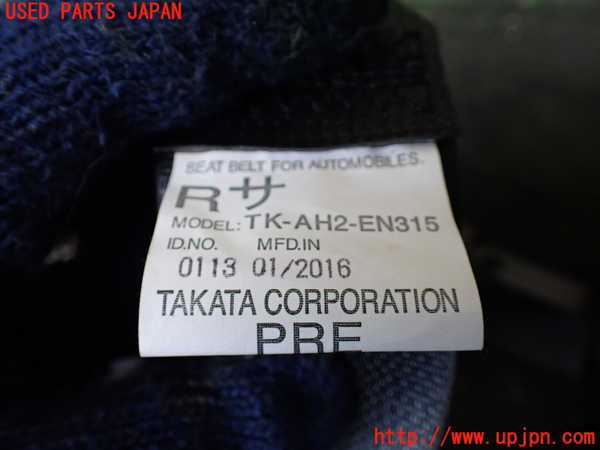 USED PARTS JAPAN
SEAT BELT FOR AUTOMOBILES.
R サ
MODEL: TK-AH2-EN315
ID.NO. MFD.IN
0113 01/2016
TAKATA CORPORATION
PRE
http://www.upjpn.com/